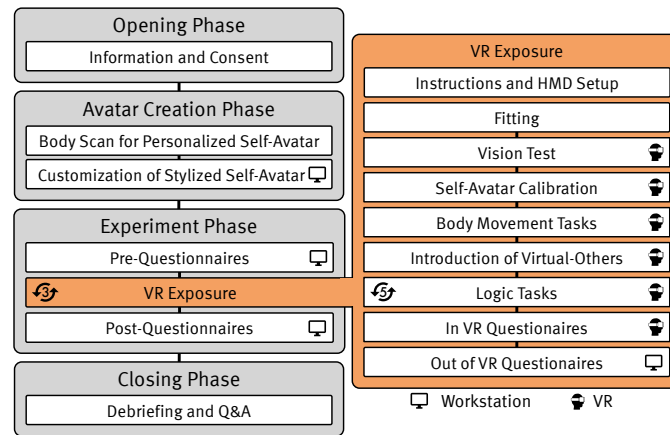 Opening Phase
Information and Consent
Avatar Creation Phase
Body Scan for Personalized Self-Avatar
Customization of Stylized Self-Avatar
Experiment Phase
Pre-Questionnaires
3 VR Exposure
Post-Questionnaires
Closing Phase
Debriefing and Q&A
VR Exposure
Instructions and HMD Setup
Fitting
Vision Test
Self-Avatar Calibration
Body Movement Tasks
Introduction of Virtual-Others
5 Logic Tasks
In VR Questionaires
Out of VR Questionaires
Workstation VR